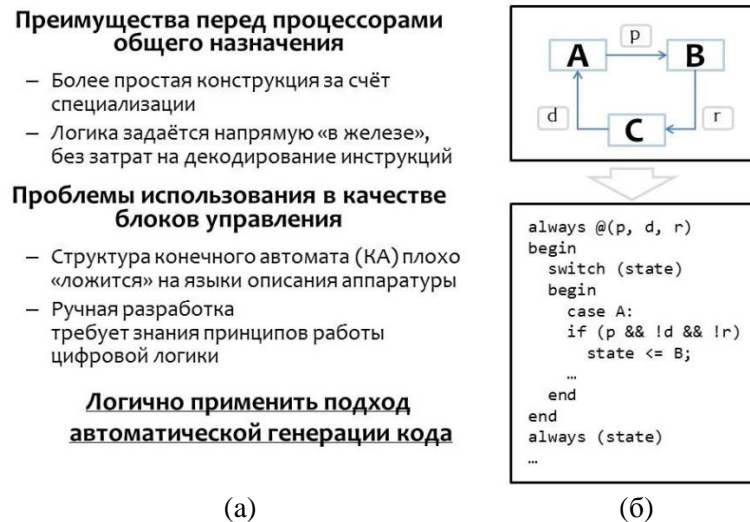 Преимущества перед процессорами
общего назначения
– Более простая конструкция за счёт
специализации
– Логика задаётся напрямую «в железе»,
без затрат на декодирование инструкций
Проблемы использования в качестве
блоков управления
– Структура конечного автомата (КА) плохо
«ложится» на языки описания аппаратуры
– Ручная разработка
требует знания принципов работы
цифровой логики
Логично применить подход
автоматической генерации кода
(а)
A
p
B
d
C
r
always @(p, d, r)
begin
switch (state)
begin
case A:
if (p && !d && !r)
state <= B;
…
end
end
always (state)
…
(б)